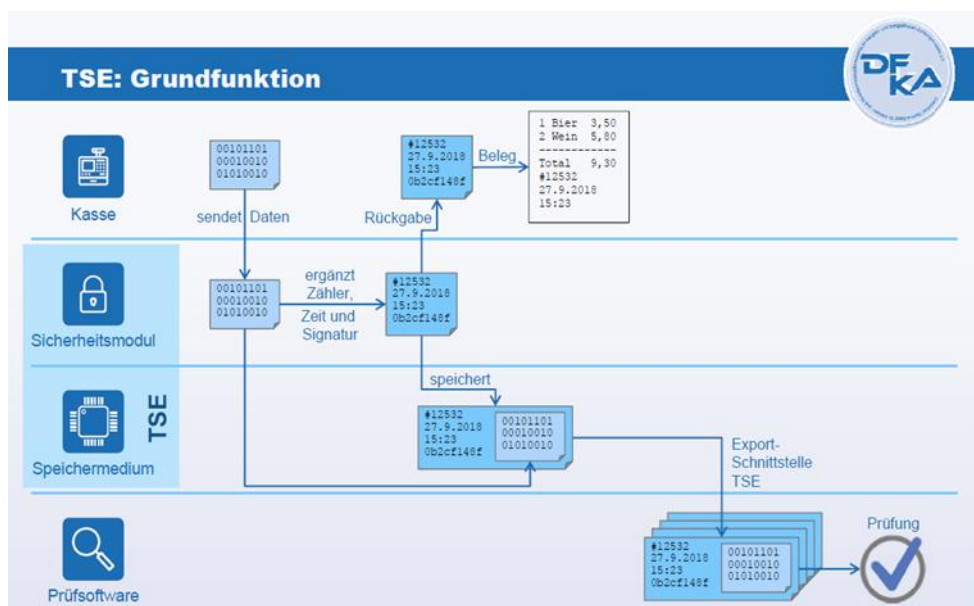 TSE: Grundfunktion
DFKA
00101101
00010010
01010010
#12532
27.9.2018
15:23
0b2cf148f
Beleg
1 Bier 3,50
2 Wein 5,80
------------
Total 9,30
#12532
27.9.2018
15:23
Kasse
sendet Daten
Rückgabe
Sicherheitsmodul
00101101
00010010
01010010
ergänzt
Zähler,
Zeit und
Signatur
#12532
27.9.2018
15:23
0b2cf148f
speichert
TSE
Speichermedium
#12532
27.9.2018
15:23
0b2cf148f
00101101
00010010
01010010
Export-
Schnittstelle
TSE
Prüfsoftware
#12532
27.9.2018
15:23
0b2cf148f
00101101
00010010
01010010
Prüfung